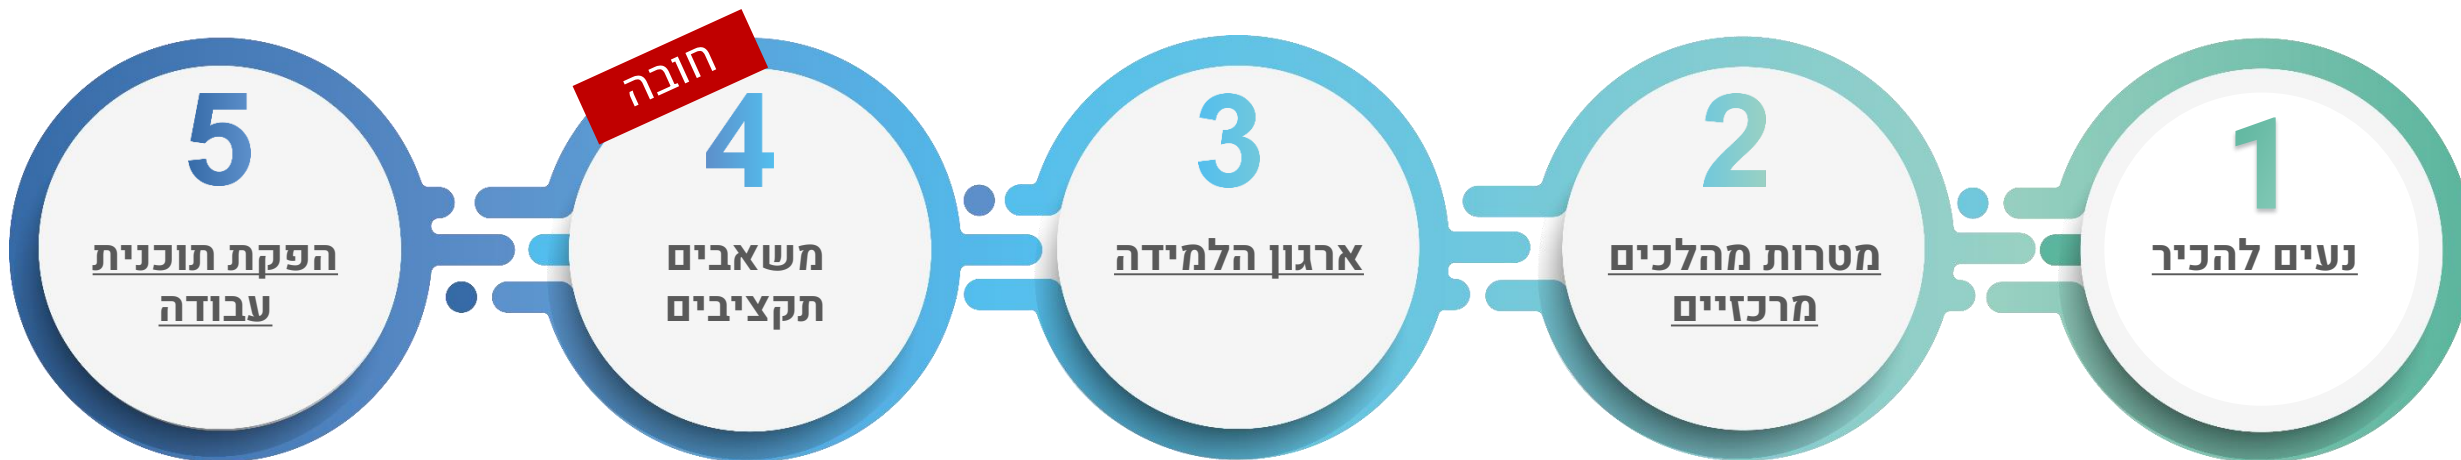 1
נעים להכיר
2
מטרות מהלכים
מרכזיים
3
ארגון הלמידה
חובה
4
משאבים
תקציבים
5
הפקת תוכנית
עבודה